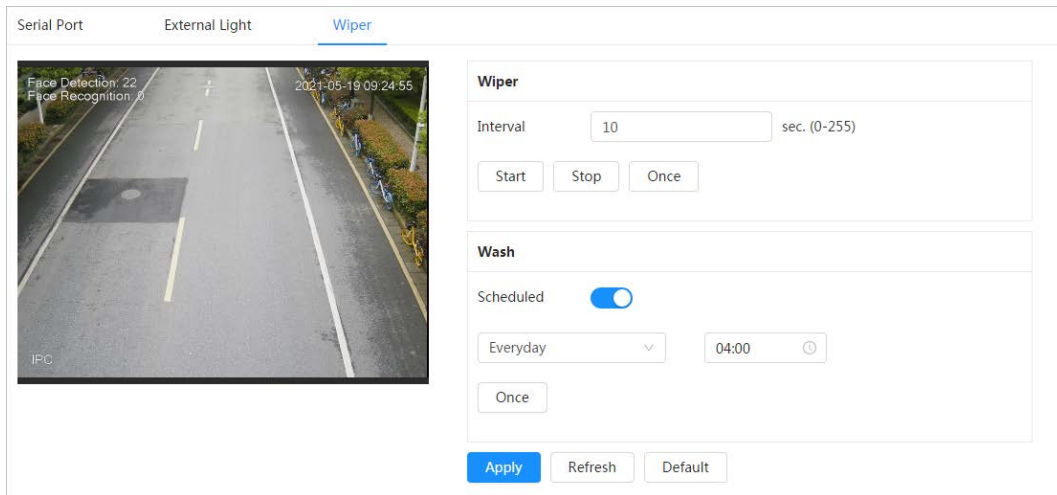 Serial Port External Light Wiper
Face Detection: 22
Face Recognition: 0
2021-05-19 09:24:55
IPC
Wiper
Interval 10 sec. (0-255)
Start Stop Once
Wash
Scheduled
Everyday 04:00
Once
Apply Refresh Default